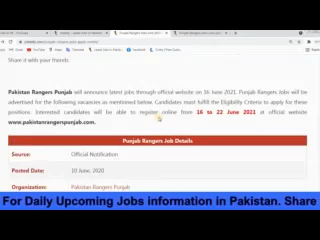 Share it with your friends
Pakistan Rangers Punjab will announce latest jobs through official website on 16 June 2021. Punjab Rangers Jobs will
be advertised for the following vacancies as mentioned below. Candidates must fulfill the Eligibility Criteria to apply for these
positions. Interested candidates will be able to register online from 16 to 22 June 2021 at official website
www.pakistanrangerspunjab.com.
Punjab Rangers Job Details
Source: Official Notification
Posted Date: 10 June, 2020
Organization: Pakistan Rangers Punjab
For Daily Upcoming Jobs information in Pakistan. Share